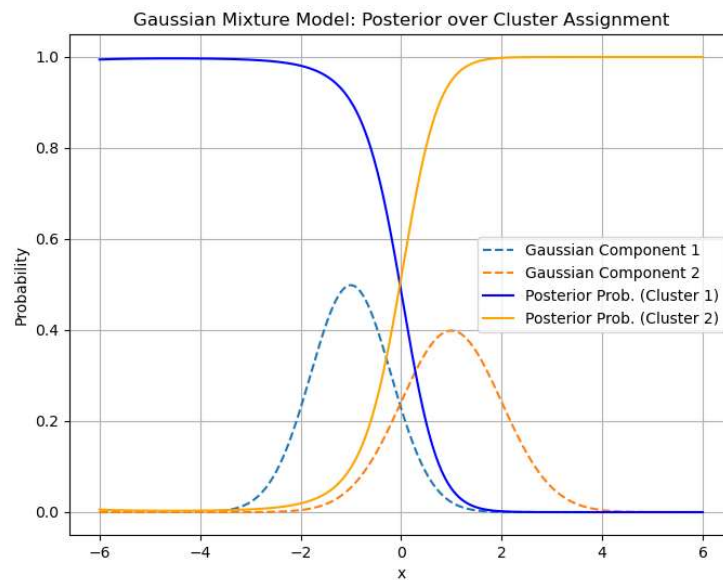 Gaussian Mixture Model: Posterior over Cluster Assignment
1.0
0.8
0.6
0.4
0.2
0.0
Probability
Gaussian Component 1
Gaussian Component 2
Posterior Prob. (Cluster 1)
Posterior Prob. (Cluster 2)
−6 −4 −2 0 2 4 6
x